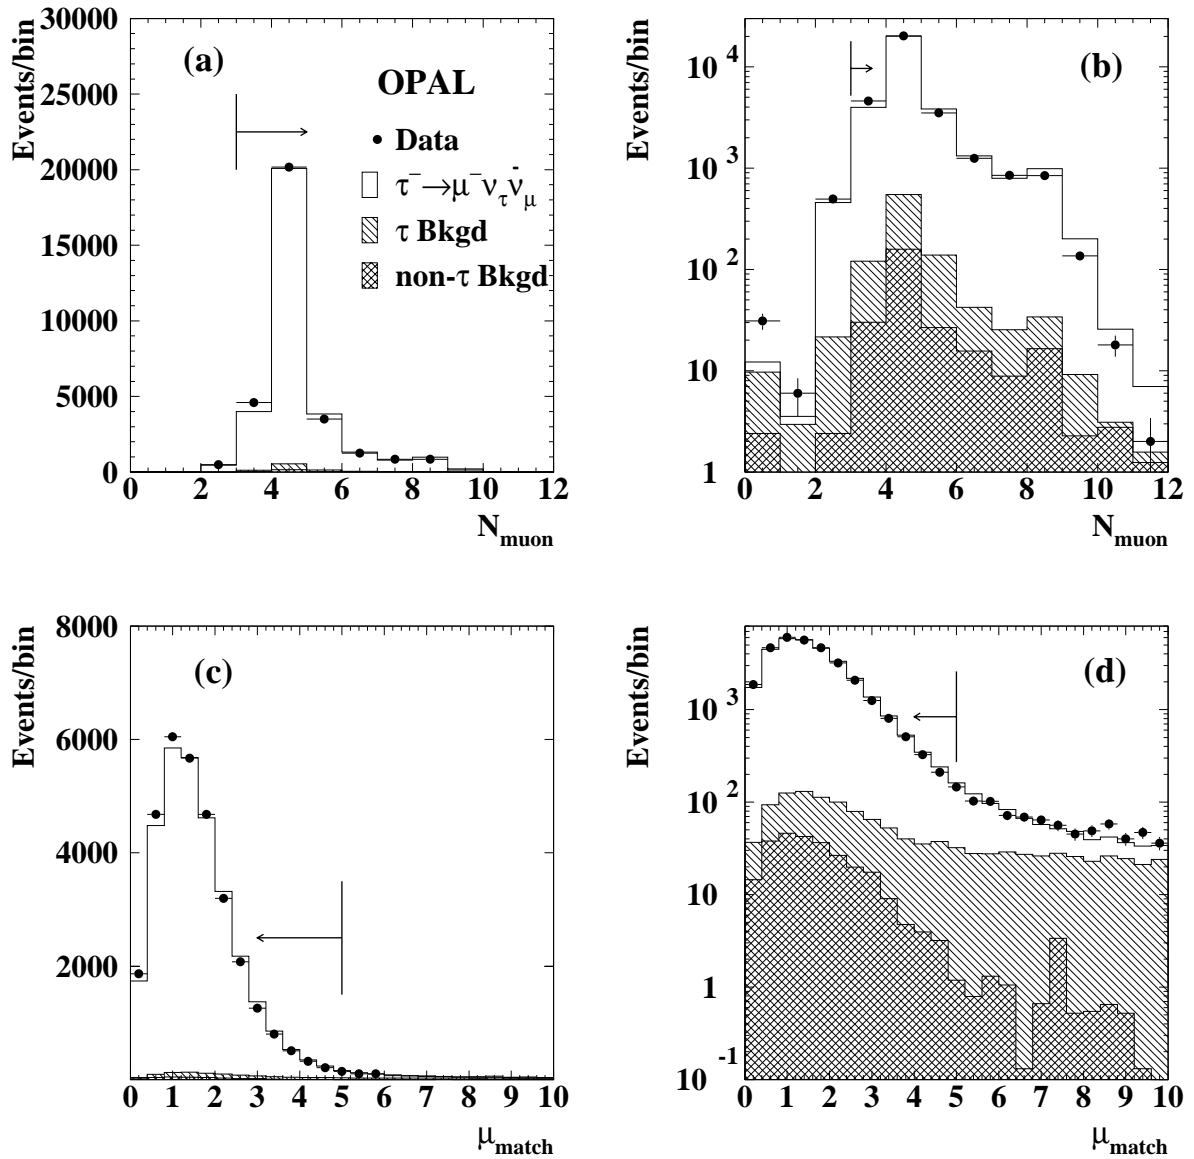 (a)
OPAL
Data
τ⁻→μ⁻ν_τν̄_μ
τ Bkgd
non-τ Bkgd
Events/bin
30000
25000
20000
15000
10000
5000
0
0 2 4 6 8 10 12
N_muon
(b)
Events/bin
10⁴
10³
10²
10
1
0 2 4 6 8 10 12
N_muon
(c)
Events/bin
8000
6000
4000
2000
0 1 2 3 4 5 6 7 8 9 10
μ_match
(d)
Events/bin
10³
10²
10
1
10⁻¹
0 1 2 3 4 5 6 7 8 9 10
μ_match